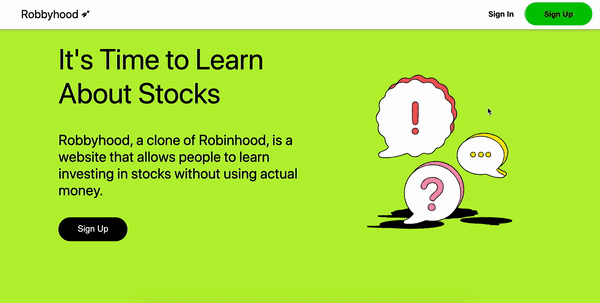 Robbyhood
Sign In
Sign Up
It's Time to Learn
About Stocks
Robbyhood, a clone of Robinhood, is a
website that allows people to learn
investing in stocks without using actual
money.
Sign Up
!
...
?